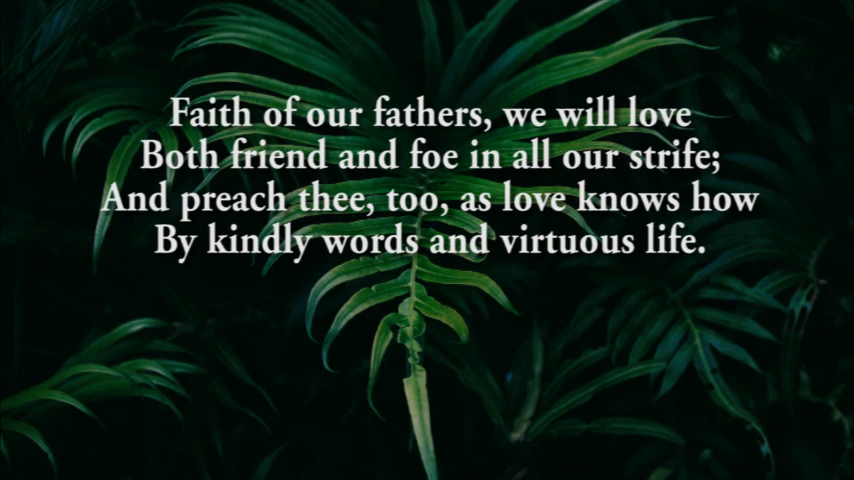 Faith of our fathers, we will love
Both friend and foe in all our strife;
And preach thee, too, as love knows how
By kindly words and virtuous life.